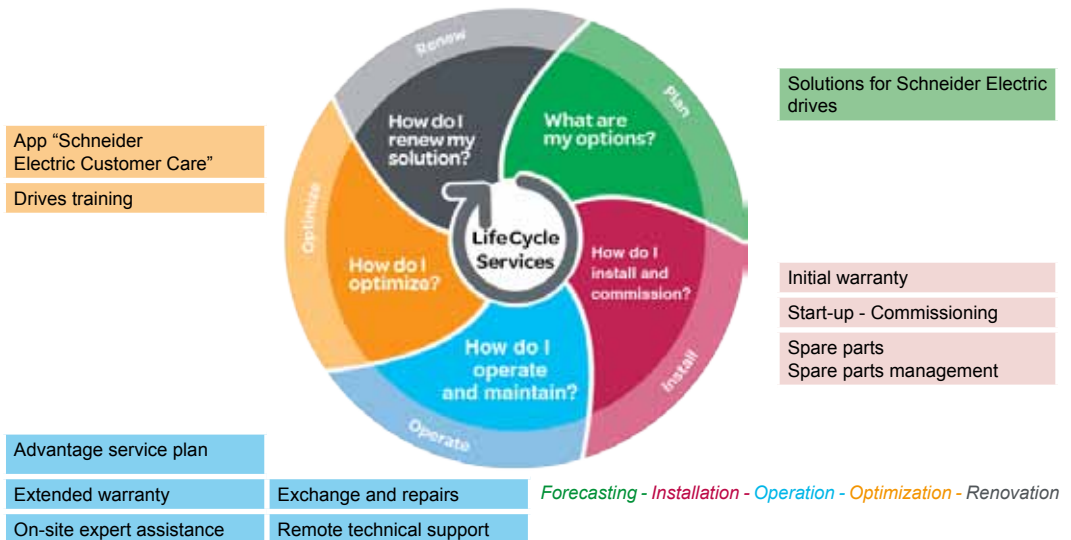 Renew
Plan
How do I
renew my
solution?
What are
my options?
Solutions for Schneider Electric
drives
App “Schneider
Electric Customer Care”
Drives training
Optimize
How do I
optimize?
LifeCycle
Services
How do I
install and
commission?
Initial warranty
Start-up - Commissioning
Spare parts
Spare parts management
Install
How do I
operate
and maintain?
Operate
Advantage service plan
Extended warranty
Exchange and repairs
On-site expert assistance
Remote technical support
Forecasting - Installation - Operation - Optimization - Renovation